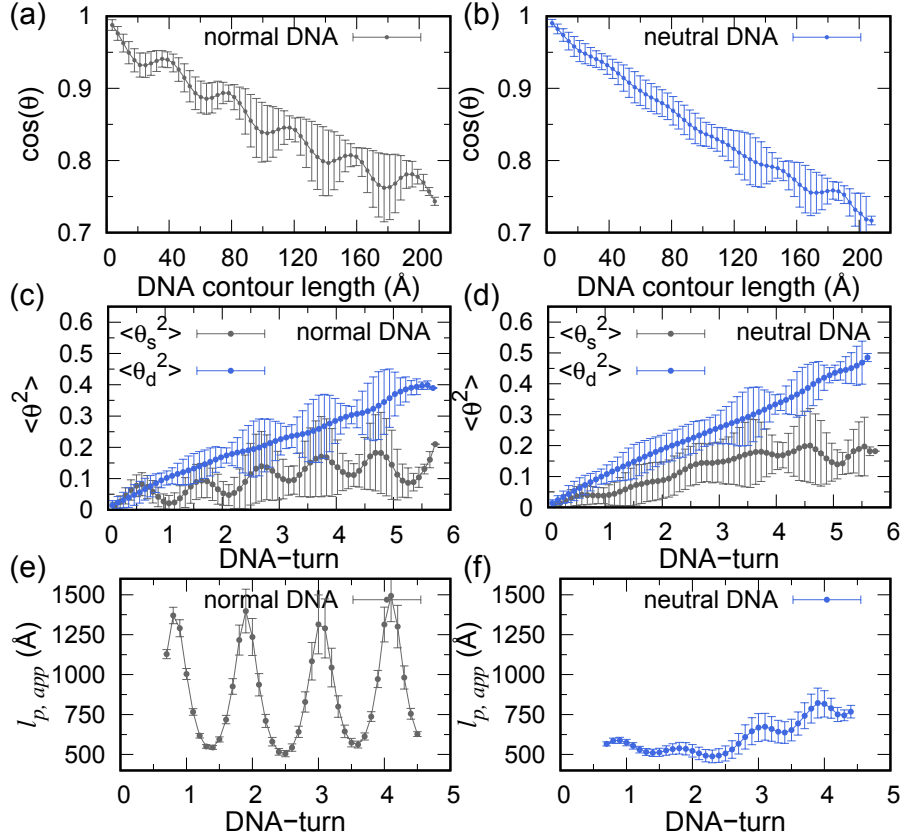 (a)
normal DNA
cos(θ)
1
0.9
0.8
0.7
0 40 80 120 160 200
DNA contour length (Å)
(b)
neutral DNA
cos(θ)
1
0.9
0.8
0.7
0 40 80 120 160 200
DNA contour length (Å)
(c)
<θs²>
<θd²>
normal DNA
<θ²>
0.6
0.5
0.4
0.3
0.2
0.1
0
0 1 2 3 4 5 6
DNA−turn
(d)
<θs²>
<θd²>
neutral DNA
<θ²>
0.6
0.5
0.4
0.3
0.2
0.1
0
0 1 2 3 4 5 6
DNA−turn
(e)
normal DNA
lp, app (Å)
1500
1250
1000
750
500
0 1 2 3 4 5
DNA−turn
(f)
neutral DNA
lp, app (Å)
1500
1250
1000
750
500
0 1 2 3 4 5
DNA−turn